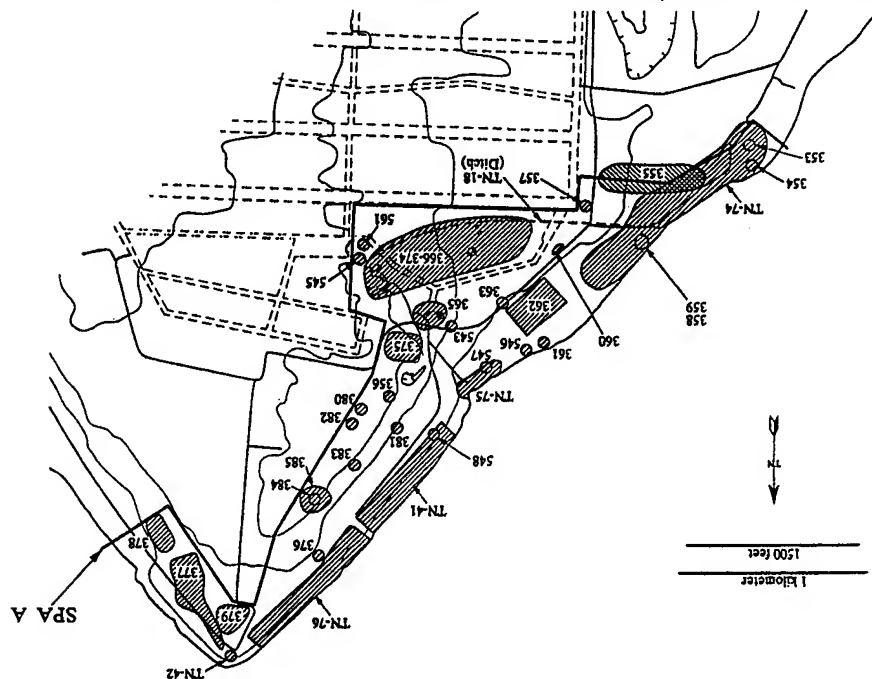 TN-42
TN-76
SPA A
379
377
1 kilometer
1500 feet
376
378
TN-41
384
385
383
TN
548
381
382
380
TN-75
356
361
546
547
375
362
543
360
358
359
365
363
545
366-374
561
TN-74
357
TN-18
(Ditch)
354
355
353